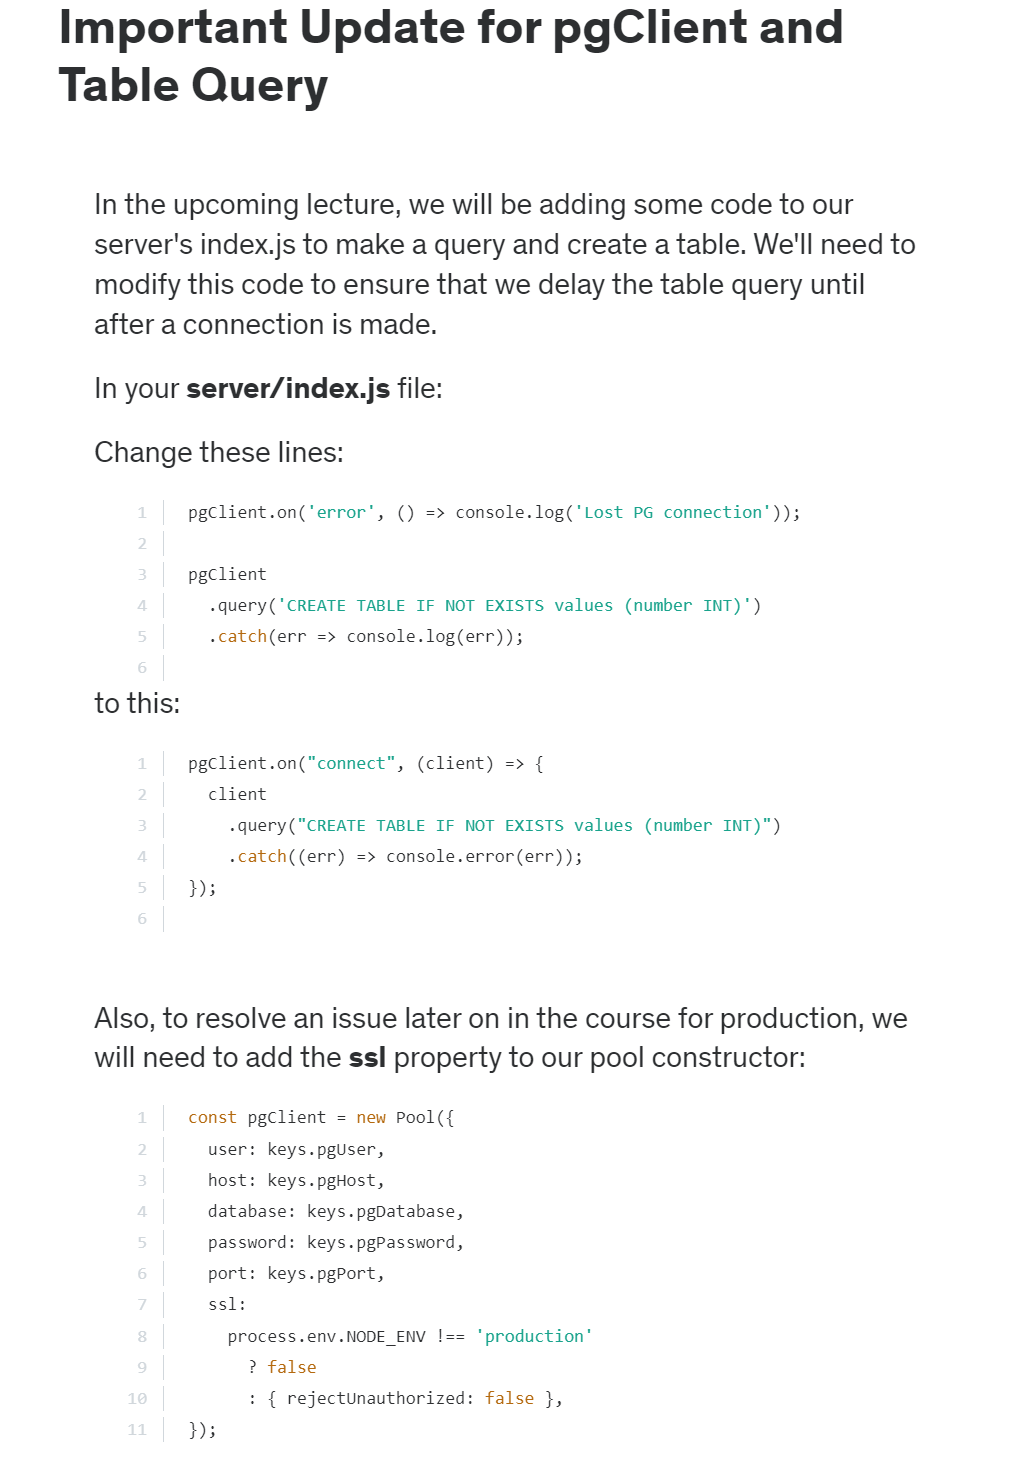 Important Update for pgClient and
Table Query
In the upcoming lecture, we will be adding some code to our
server's index.js to make a query and create a table. We'll need to
modify this code to ensure that we delay the table query until
after a connection is made.
In your server/index.js file:
Change these lines:
1 pgClient.on('error', () => console.log('Lost PG connection'));
2
3 pgClient
4   .query('CREATE TABLE IF NOT EXISTS values (number INT)')
5   .catch(err => console.log(err));
6
to this:
1 pgClient.on("connect", (client) => {
2   client
3     .query("CREATE TABLE IF NOT EXISTS values (number INT)")
4     .catch((err) => console.error(err));
5 });
6
Also, to resolve an issue later on in the course for production, we
will need to add the ssl property to our pool constructor:
1 const pgClient = new Pool({
2   user: keys.pgUser,
3   host: keys.pgHost,
4   database: keys.pgDatabase,
5   password: keys.pgPassword,
6   port: keys.pgPort,
7   ssl:
8     process.env.NODE_ENV !== 'production'
9       ? false
10       : { rejectUnauthorized: false },
11 });